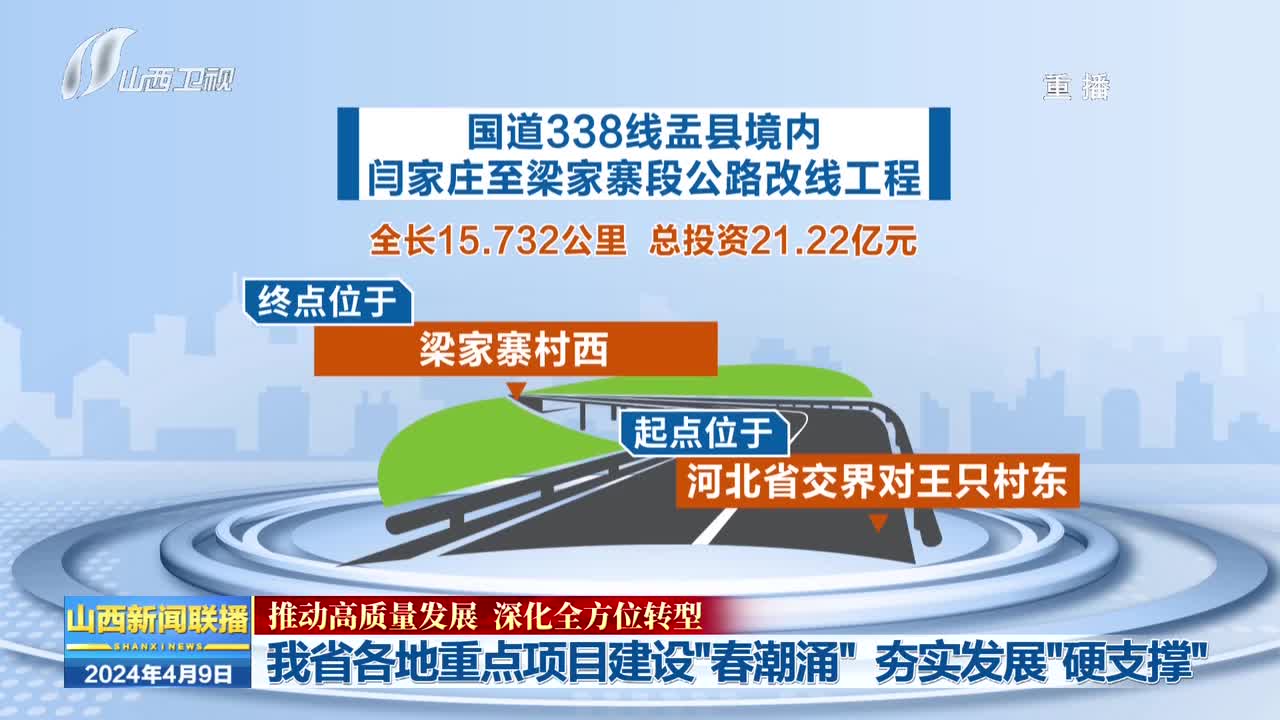 山西卫视
重播
国道338线盂县境内
闫家庄至梁家寨段公路改线工程
全长15.732公里 总投资21.22亿元
终点位于
梁家寨村西
起点位于
河北省交界对王只村东
山西新闻联播
SHANXI NEWS
2024年4月9日
推动高质量发展 深化全方位转型
我省各地重点项目建设"春潮涌" 夯实发展"硬支撑"